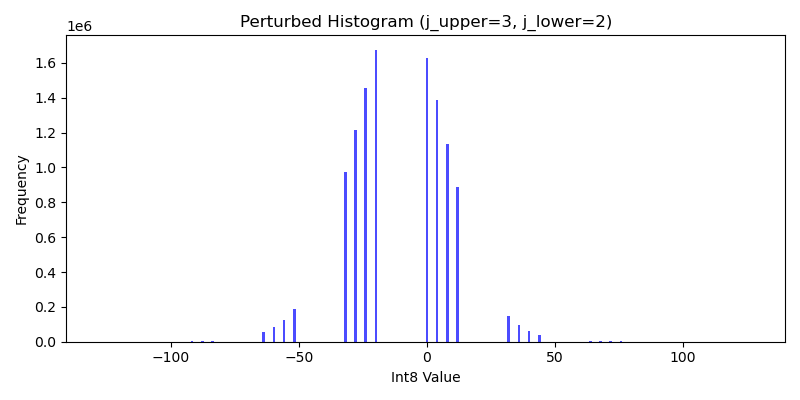 Perturbed Histogram (j_upper=3, j_lower=2)
1e6
1.6
1.4
1.2
1.0
0.8
0.6
0.4
0.2
0.0
Frequency
−100 −50 0 50 100
Int8 Value